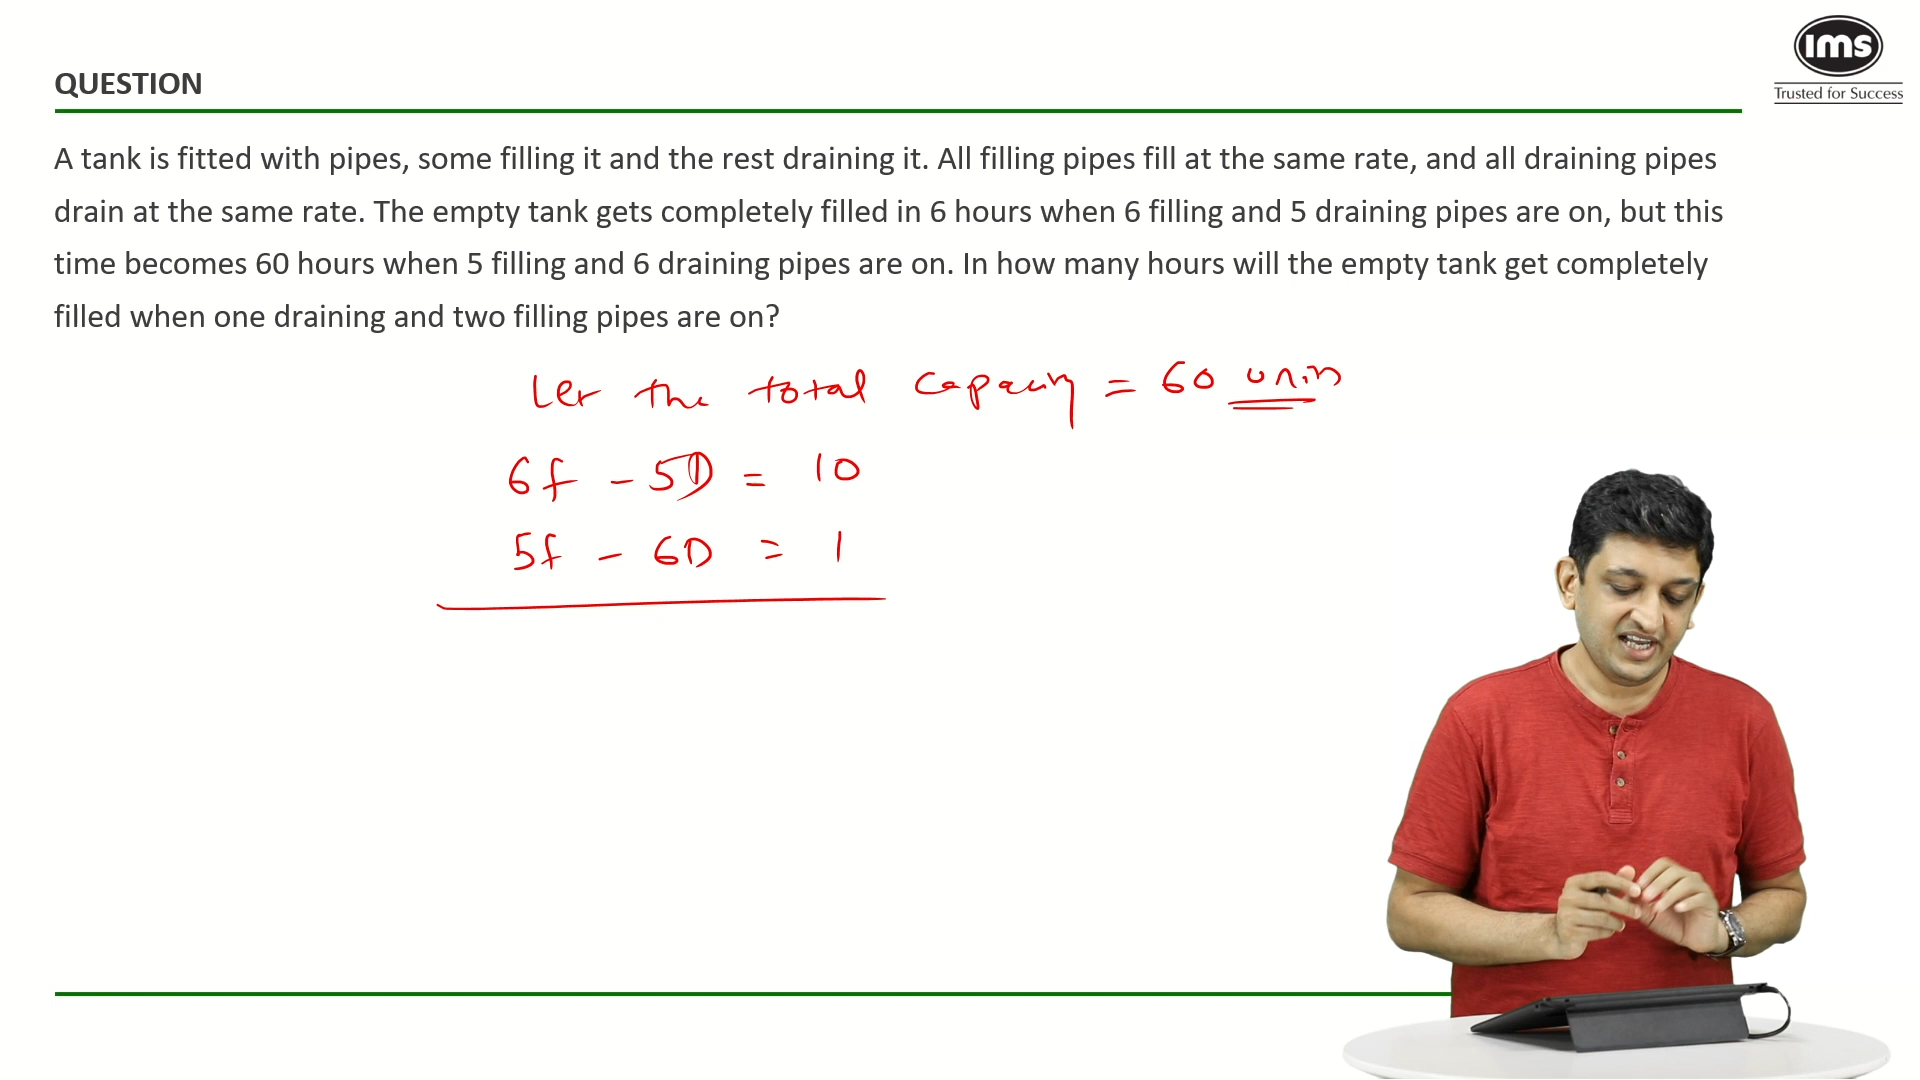 ims
Trusted for Success
QUESTION
A tank is fitted with pipes, some filling it and the rest draining it. All filling pipes fill at the same rate, and all draining pipes
drain at the same rate. The empty tank gets completely filled in 6 hours when 6 filling and 5 draining pipes are on, but this
time becomes 60 hours when 5 filling and 6 draining pipes are on. In how many hours will the empty tank get completely
filled when one draining and two filling pipes are on?
Let the total capacity = 60 units
6f - 5D = 10
5f - 6D = 1